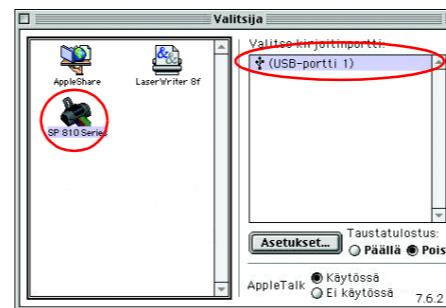 Valitsija
AppleShare
LaserWriter 8f
SP 810 Series
Valitse kirjoitinportti:
(USB-portti 1)
Asetukset...
Taustatulostus:
Päällä Pois
AppleTalk
Käytössä
Ei käytössä
7.6.2